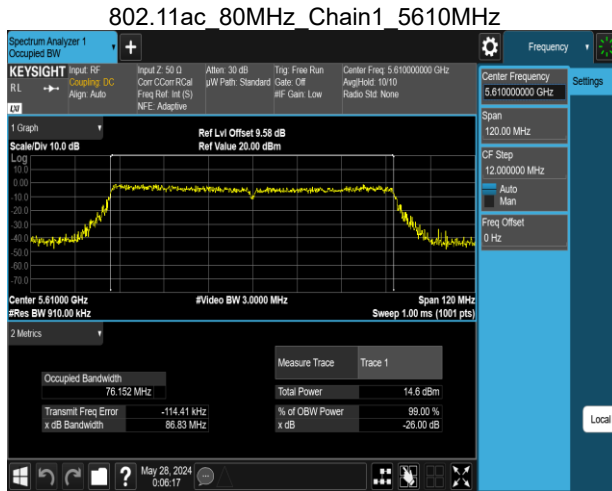 802.11ac_80MHz_Chain1_5610MHz
Spectrum Analyzer 1
Occupied BW
Frequency
KEYSIGHT
RL
Input: RF
Coupling: DC
Align: Auto
Input Z: 50 Ω
Corr CCorr RCal
Freq Ref: Int (S)
NFE: Adaptive
Atten: 30 dB
µW Path: Standard
Trig: Free Run
Gate: Off
#IF Gain: Low
Center Freq: 5.610000000 GHz
Avg|Hold: 10/10
Radio Std: None
Center Frequency
5.610000000 GHz
Settings
Span
120.00 MHz
CF Step
12.000000 MHz
Auto
Man
Freq Offset
0 Hz
Local
1 Graph
Scale/Div 10.0 dB
Ref Lvl Offset 9.58 dB
Ref Value 20.00 dBm
Log
10.0
0.00
-10.0
-20.0
-30.0
-40.0
-50.0
-60.0
-70.0
Center 5.61000 GHz
#Res BW 910.00 kHz
#Video BW 3.0000 MHz
Span 120 MHz
Sweep 1.00 ms (1001 pts)
2 Metrics
Measure Trace Trace 1
Occupied Bandwidth
76.152 MHz
Total Power 14.6 dBm
Transmit Freq Error -114.41 kHz
% of OBW Power 99.00 %
x dB Bandwidth 86.83 MHz
x dB -26.00 dB
May 28, 2024
0:06:17